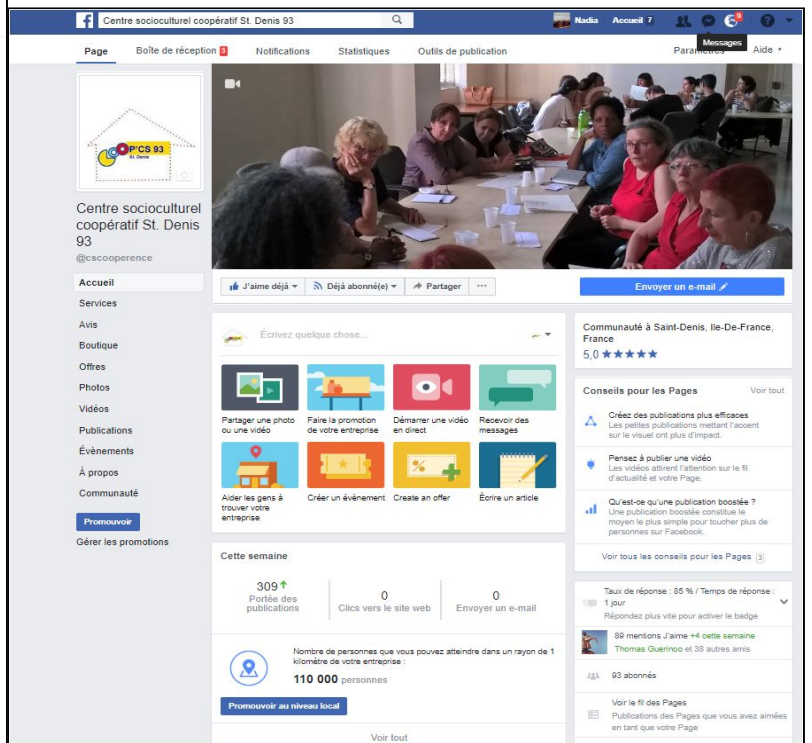 Centre socioculturel coopératif St. Denis 93
Nadia
Accueil 7
Messages
Page
Boîte de réception
Notifications
Statistiques
Outils de publication
Aide
OP'CS 93
St. Denis
Centre socioculturel
coopératif St. Denis
93
@cscooperence
Accueil
Services
Avis
Boutique
Offres
Photos
Vidéos
Publications
Évènements
À propos
Communauté
Promouvoir
Gérer les promotions
J'aime déjà
Déjà abonné(e)
Partager
Envoyer un e-mail
Écrivez quelque chose...
Partager une photo
ou une vidéo
Faire la promotion
de votre entreprise
Démarrer une vidéo
en direct
Recevoir des
messages
Aider les gens à
trouver votre
entreprise
Créer un événement
Create an offer
Écrire un article
Cette semaine
309
Portée des
publications
0
Clics vers le site web
0
Envoyer un e-mail
Nombre de personnes que vous pouvez atteindre dans un rayon de 1
kilomètre de votre entreprise :
110 000 personnes
Promouvoir au niveau local
Voir tout
Communauté à Saint-Denis, Ile-De-France,
France
5,0 ★★★★★
Conseils pour les Pages
Voir tout
Créez des publications plus efficaces
Les petites publications mettant l'accent
sur le visuel ont plus d'impact.
Pensez à publier une vidéo
Les vidéos attirent l'attention sur le fil
d'actualité et votre Page.
Qu'est-ce qu'une publication boostée ?
Une publication boostée constitue le
moyen le plus simple pour toucher plus de
personnes sur Facebook.
Voir tous les conseils pour les Pages 3
Taux de réponse : 85 % / Temps de réponse :
1 jour
Répondez plus vite pour activer le badge
89 mentions J'aime +4 cette semaine
Thomas Guerinco et 38 autres amis
93 abonnés
Voir le fil des Pages
Publications des Pages que vous avez aimées
en tant que votre Page